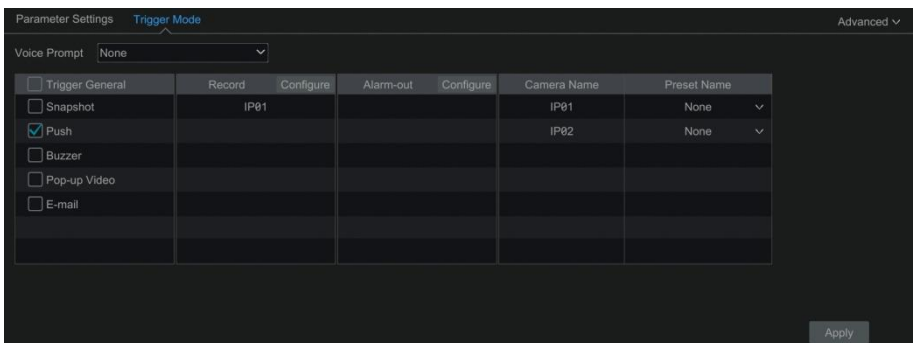 Parameter Settings Trigger Mode Advanced
Voice Prompt None
Trigger General Record Configure Alarm-out Configure Camera Name Preset Name
Snapshot IP01 IP01 None
Push IP02 None
Buzzer
Pop-up Video
E-mail
Apply